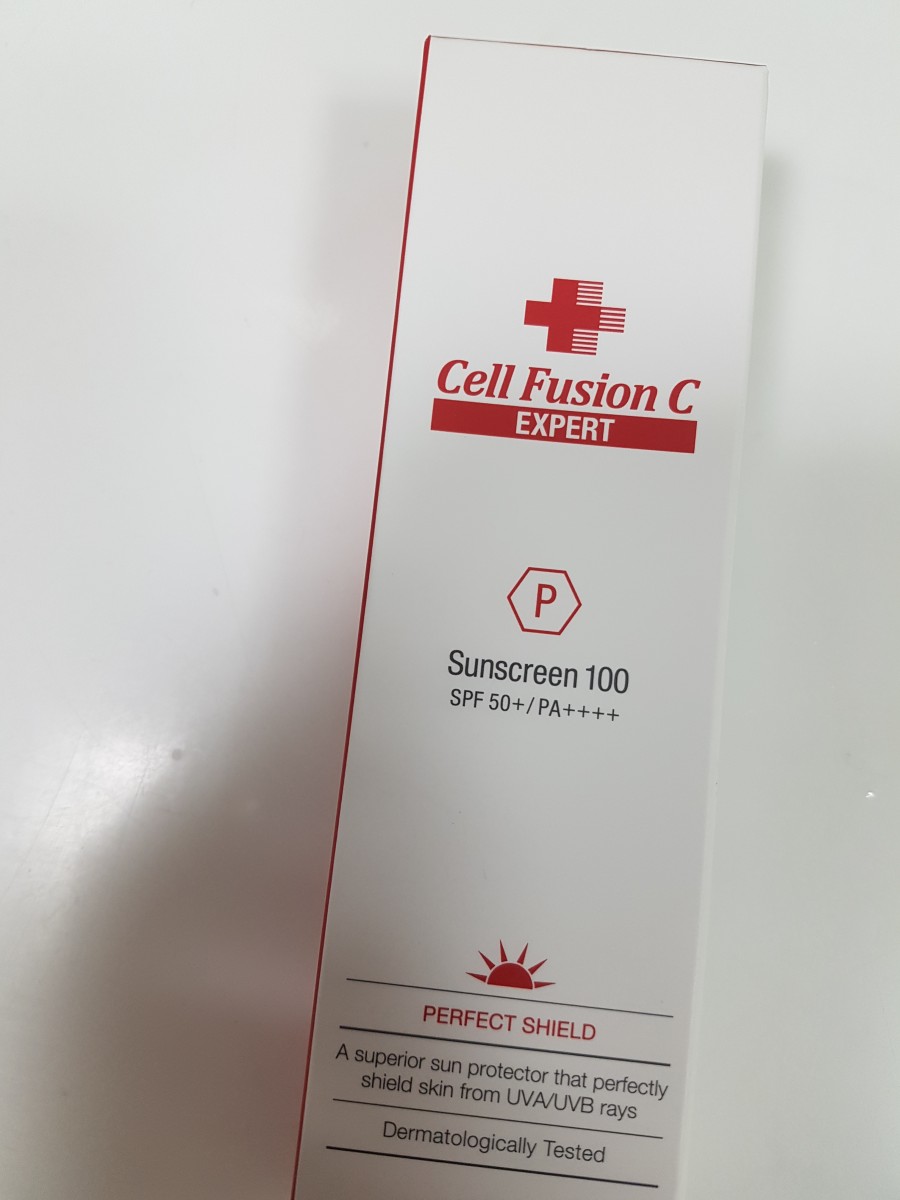 Cell Fusion C
EXPERT
P
Sunscreen 100
SPF 50+/PA++++
PERFECT SHIELD
A superior sun protector that perfectly
shield skin from UVA/UVB rays
Dermatologically Tested